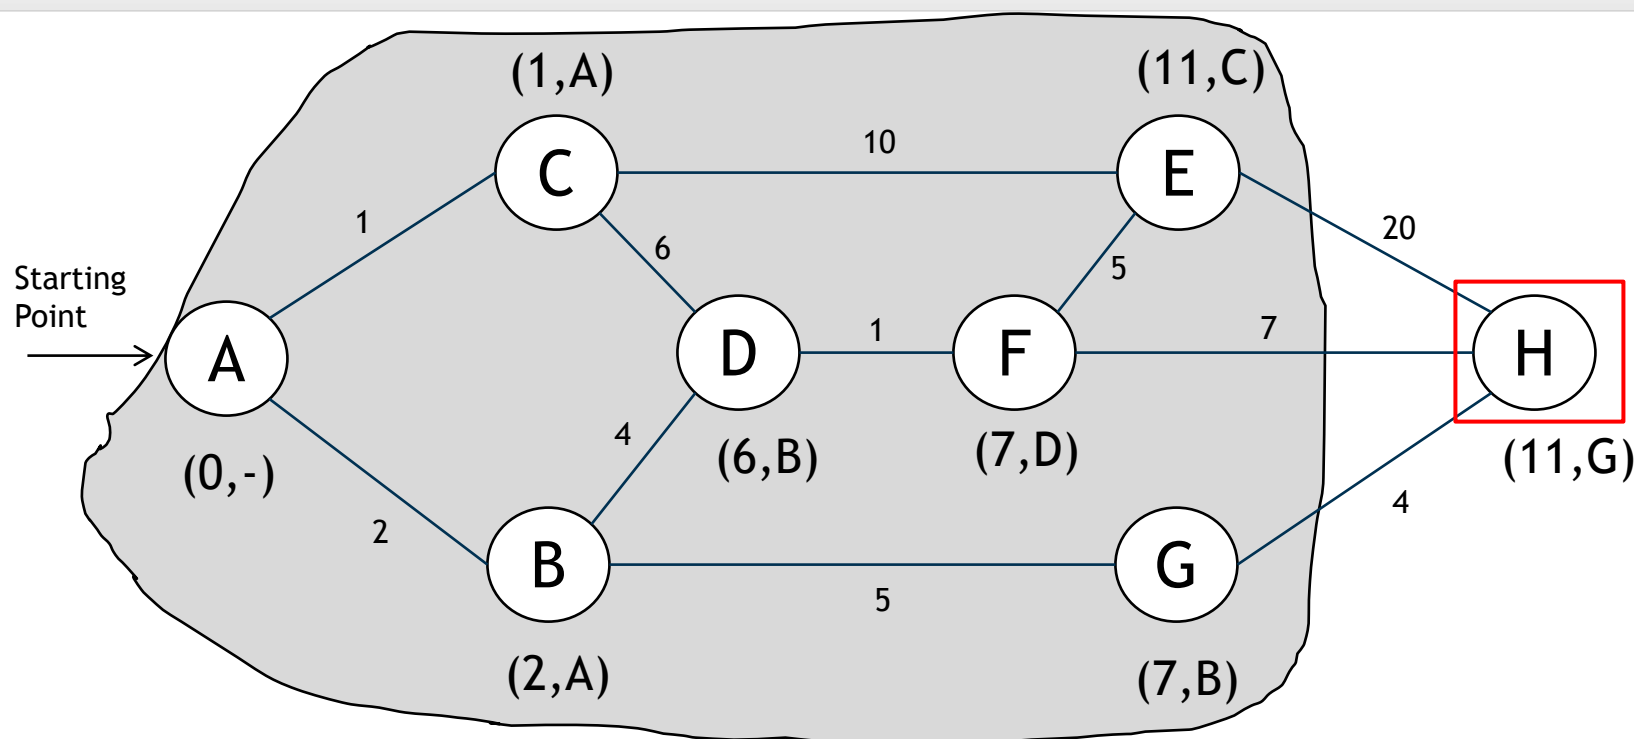 (1,A)
(11,C)
10
C
E
1
6
20
5
Starting
Point
1
7
A
D
F
H
4
(0,-)
(6,B)
(7,D)
(11,G)
2
4
B
G
5
(2,A)
(7,B)